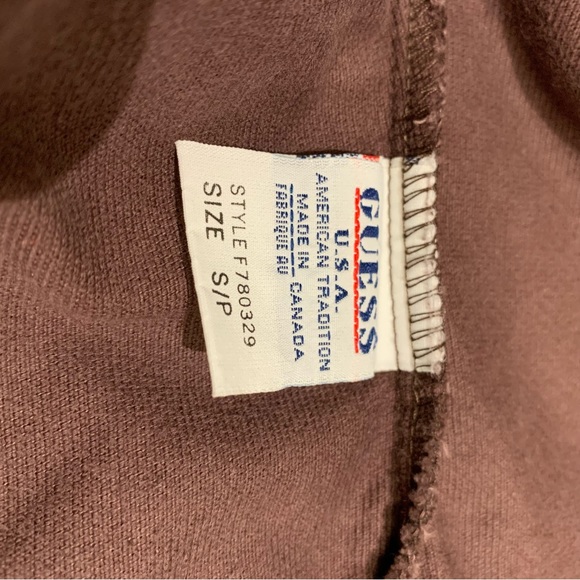 GUESS
U.S.A.
AMERICAN TRADITION
MADE IN CANADA
FABRIQUE AU
STYLE F780329
SIZE S/P